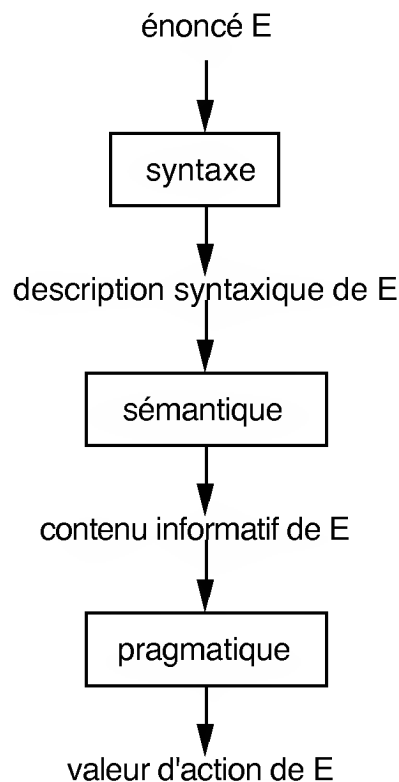 énoncé E
syntaxe
description syntaxique de E
sémantique
contenu informatif de E
pragmatique
valeur d'action de E